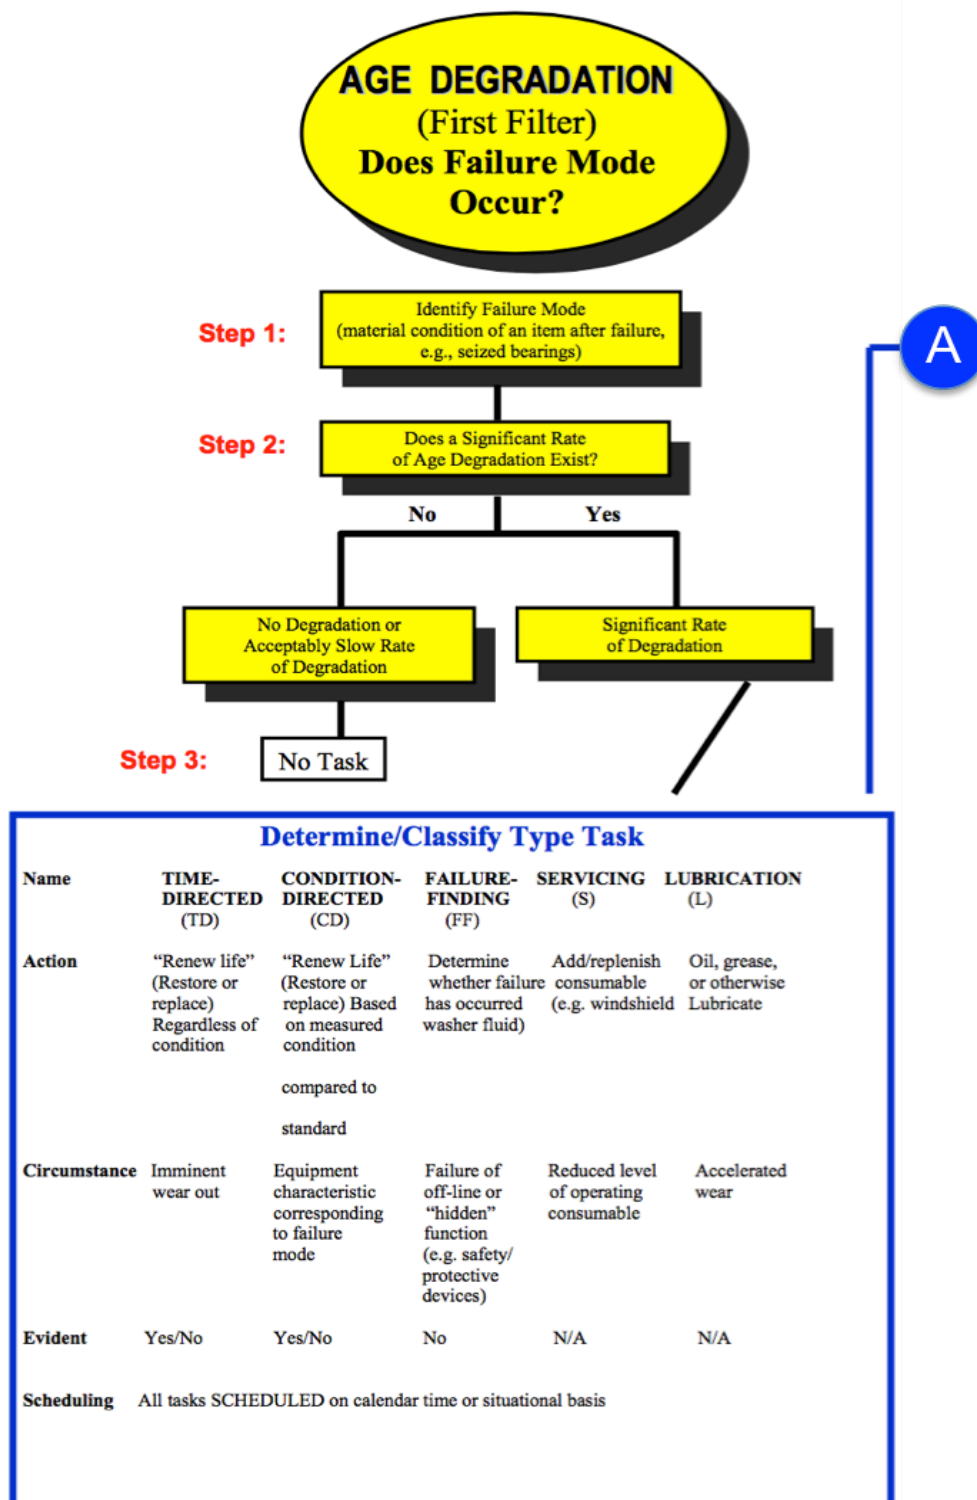 AGE DEGRADATION
(First Filter)
Does Failure Mode
Occur?
Step 1:
Identify Failure Mode
(material condition of an item after failure,
e.g., seized bearings)
A
Step 2:
Does a Significant Rate
of Age Degradation Exist?
No
Yes
No Degradation or
Acceptably Slow Rate
of Degradation
Significant Rate
of Degradation
Step 3:
No Task
Determine/Classify Type Task
Name
TIME-
DIRECTED
(TD)
CONDITION-
DIRECTED
(CD)
FAILURE-
FINDING
(FF)
SERVICING
(S)
LUBRICATION
(L)
Action
“Renew life”
(Restore or
replace)
Regardless of
condition
“Renew Life”
(Restore or
replace) Based
on measured
condition
compared to
standard
Determine
whether failure
has occurred
washer fluid)
Add/replenish
consumable
(e.g. windshield
Oil, grease,
or otherwise
Lubricate
Circumstance
Imminent
wear out
Equipment
characteristic
corresponding
to failure
mode
Failure of
off-line or
“hidden”
function
(e.g. safety/
protective
devices)
Reduced level
of operating
consumable
Accelerated
wear
Evident
Yes/No
Yes/No
No
N/A
N/A
Scheduling
All tasks SCHEDULED on calendar time or situational basis